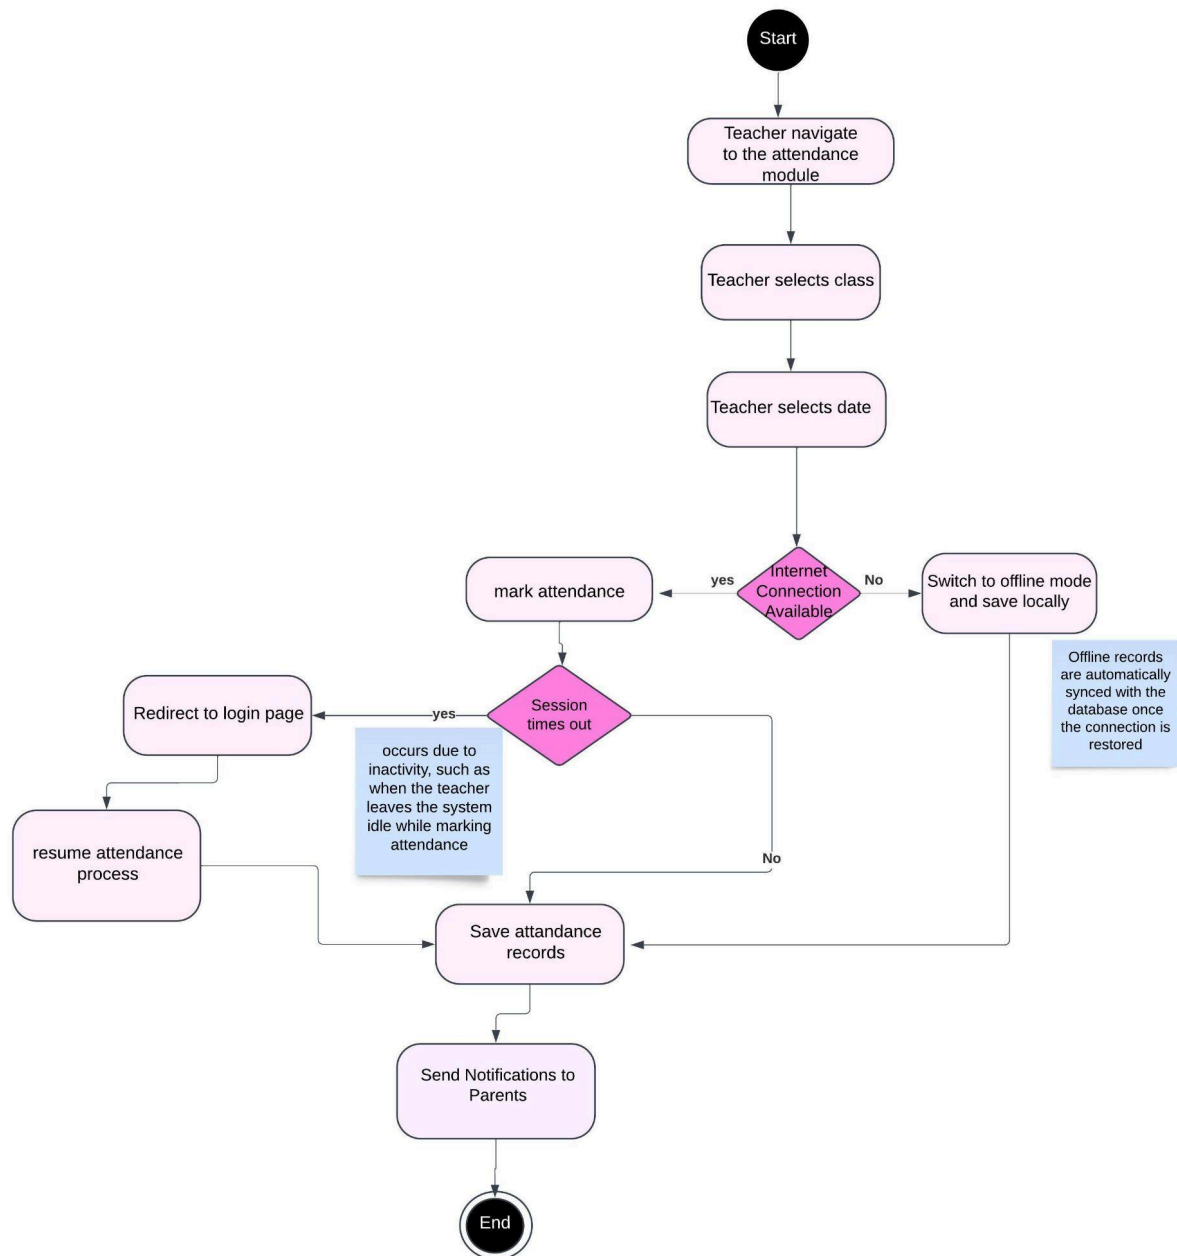 Start
Teacher navigate
to the attendance
module
Teacher selects class
Teacher selects date
Internet
Connection
Available
yes
No
mark attendance
Switch to offline mode
and save locally
Offline records
are automatically
synced with the
database once
the connection is
restored
Session
times out
yes
No
Redirect to login page
occurs due to
inactivity, such as
when the teacher
leaves the system
idle while marking
attendance
resume attendance
process
Save attandance
records
Send Notifications to
Parents
End